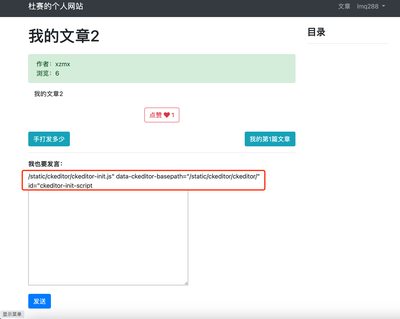 杜赛的个人网站
文章 lmq288
我的文章2
目录
作者：xzmx
浏览：6
我的文章2
点赞 1
手打发多少
我的第1篇文章
我也要发言：
/static/ckeditor/ckeditor-init.js" data-ckeditor-basepath="/static/ckeditor/ckeditor/"
id="ckeditor-init-script
发送
显示菜单